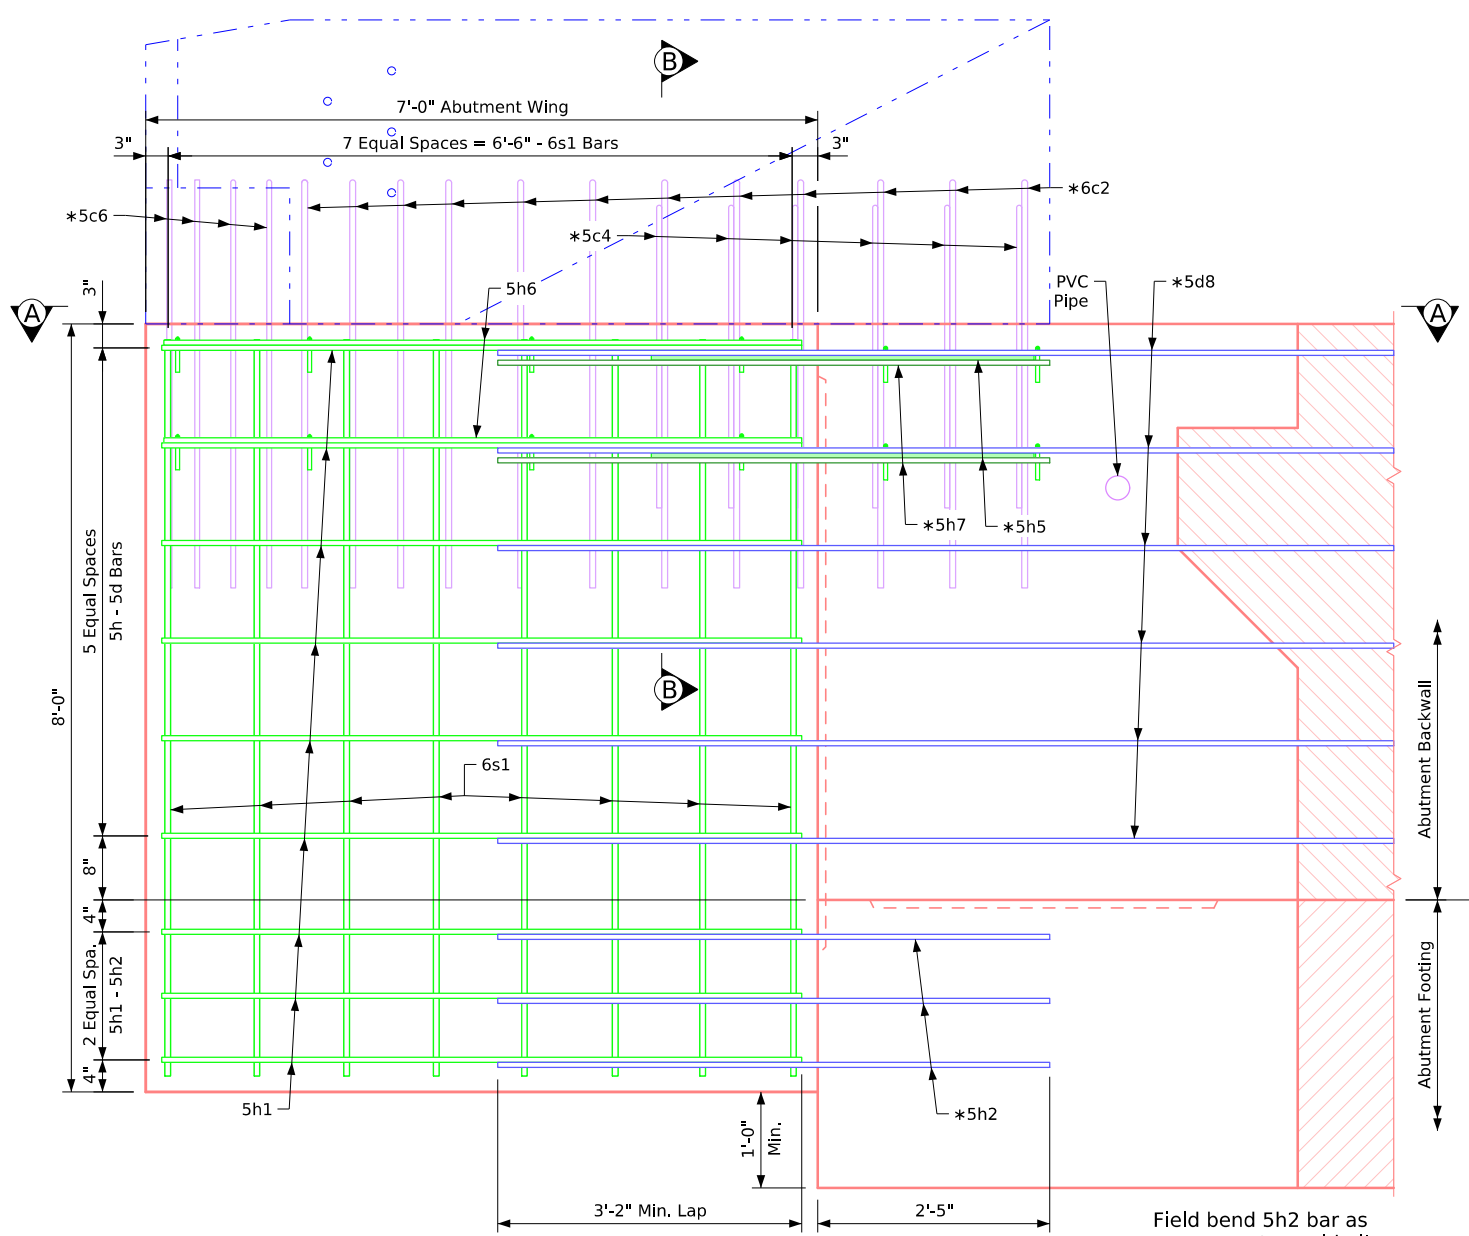 B
7'-0" Abutment Wing
3"
7 Equal Spaces = 6'-6" - 6s1 Bars
3"
∗6c2
∗5c6
∗5c4
3"
5h6
PVC
Pipe
∗5d8
A
A
∗5h7
∗5h5
5 Equal Spaces
5h - 5d Bars
8'-0"
B
Abutment Backwall
6s1
8"
4"
2 Equal Spa.
5h1 - 5h2
Abutment Footing
4"
5h1
∗5h2
1'-0"
Min.
3'-2" Min. Lap
2'-5"
Field bend 5h2 bar as